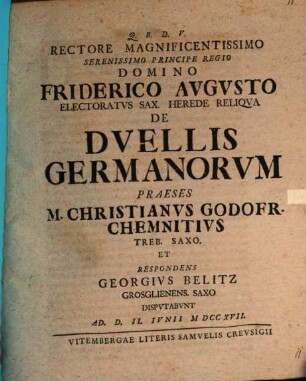 Q. B. D. V.
RECTORE MAGNIFICENTISSIMO
SERENISSIMO PRINCIPE REGIO
DOMINO
FRIDERICO AVGVSTO
ELECTORATVS SAX. HEREDE RELIQVA
DE
DVELLIS
GERMANORVM
PRAESES
M. CHRISTIANVS GODOFR-
CHEMNITIVS
TREB. SAXO.
ET
RESPONDENS
GEORGIVS BELITZ
GROSGLIENENS. SAXO
DISPVTABVNT
AD. D. II. IVNII M DCC XVII.
VITEMBERGAE LITERIS SAMVELIS CREVSIGII